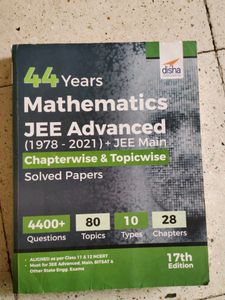 disha
44 Years
Mathematics
JEE Advanced
(1978 - 2021) + JEE Main
Chapterwise & Topicwise
Solved Papers
4400+ Questions
80 Topics
10 Types
28 Chapters
• ALIGNED as per Class 11 & 12 NCERT
• Must for JEE Advanced, Main, BITSAT &
Other State Engg. Exams
17th
Edition